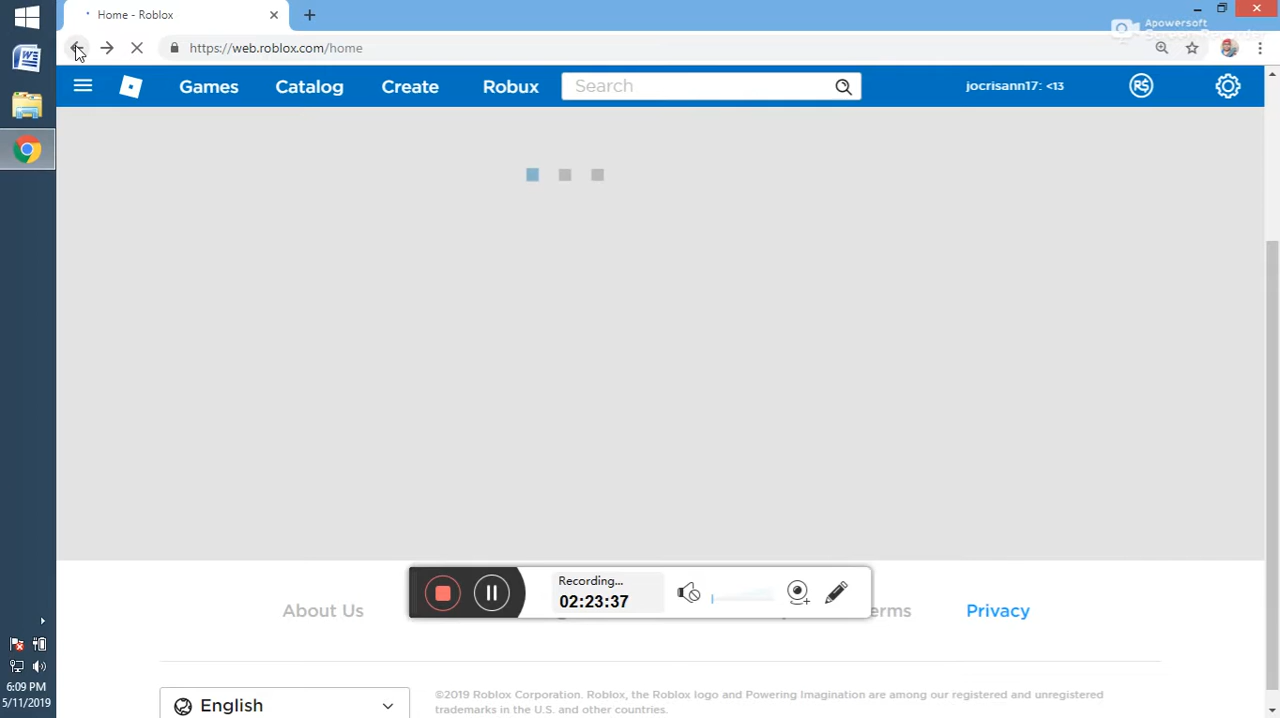 Home - Roblox
Apowersoft
Screen Recorder
https://web.roblox.com/home
Games Catalog Create Robux Search jocrisann17: <13
Recording...
02:23:37
About Us Privacy
©2019 Roblox Corporation. Roblox, the Roblox logo and Powering Imagination are among our registered and unregistered
English
trademarks in the U.S. and other countries.
6:09 PM
5/11/2019